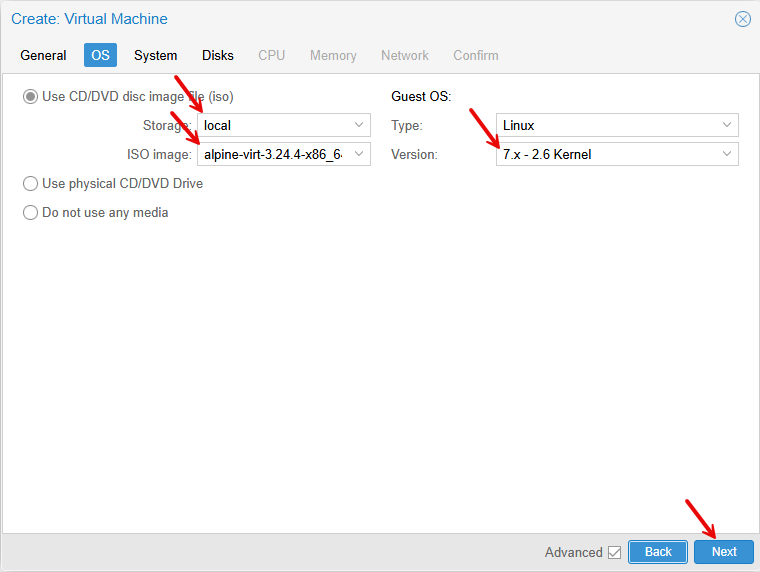 Create: Virtual Machine
General OS System Disks CPU Memory Network Confirm
Use CD/DVD disc image file (iso)
Guest OS:
Storage: local
Type: Linux
ISO image: alpine-virt-3.24.4-x86_6
Version: 7.x - 2.6 Kernel
Use physical CD/DVD Drive
Do not use any media
Advanced Back Next